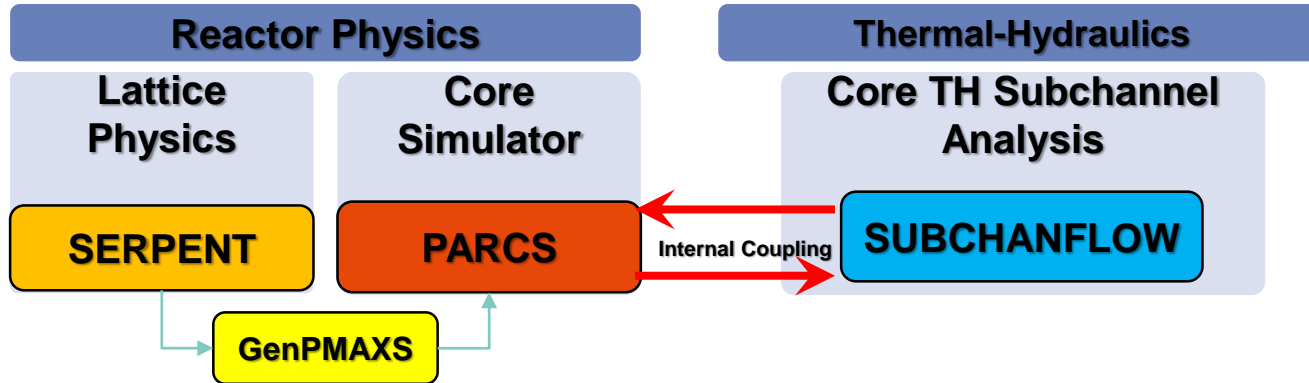 Reactor Physics
Thermal-Hydraulics
Lattice
Physics
Core
Simulator
Core TH Subchannel
Analysis
SERPENT
PARCS
Internal Coupling
SUBCHANFLOW
GenPMAXS